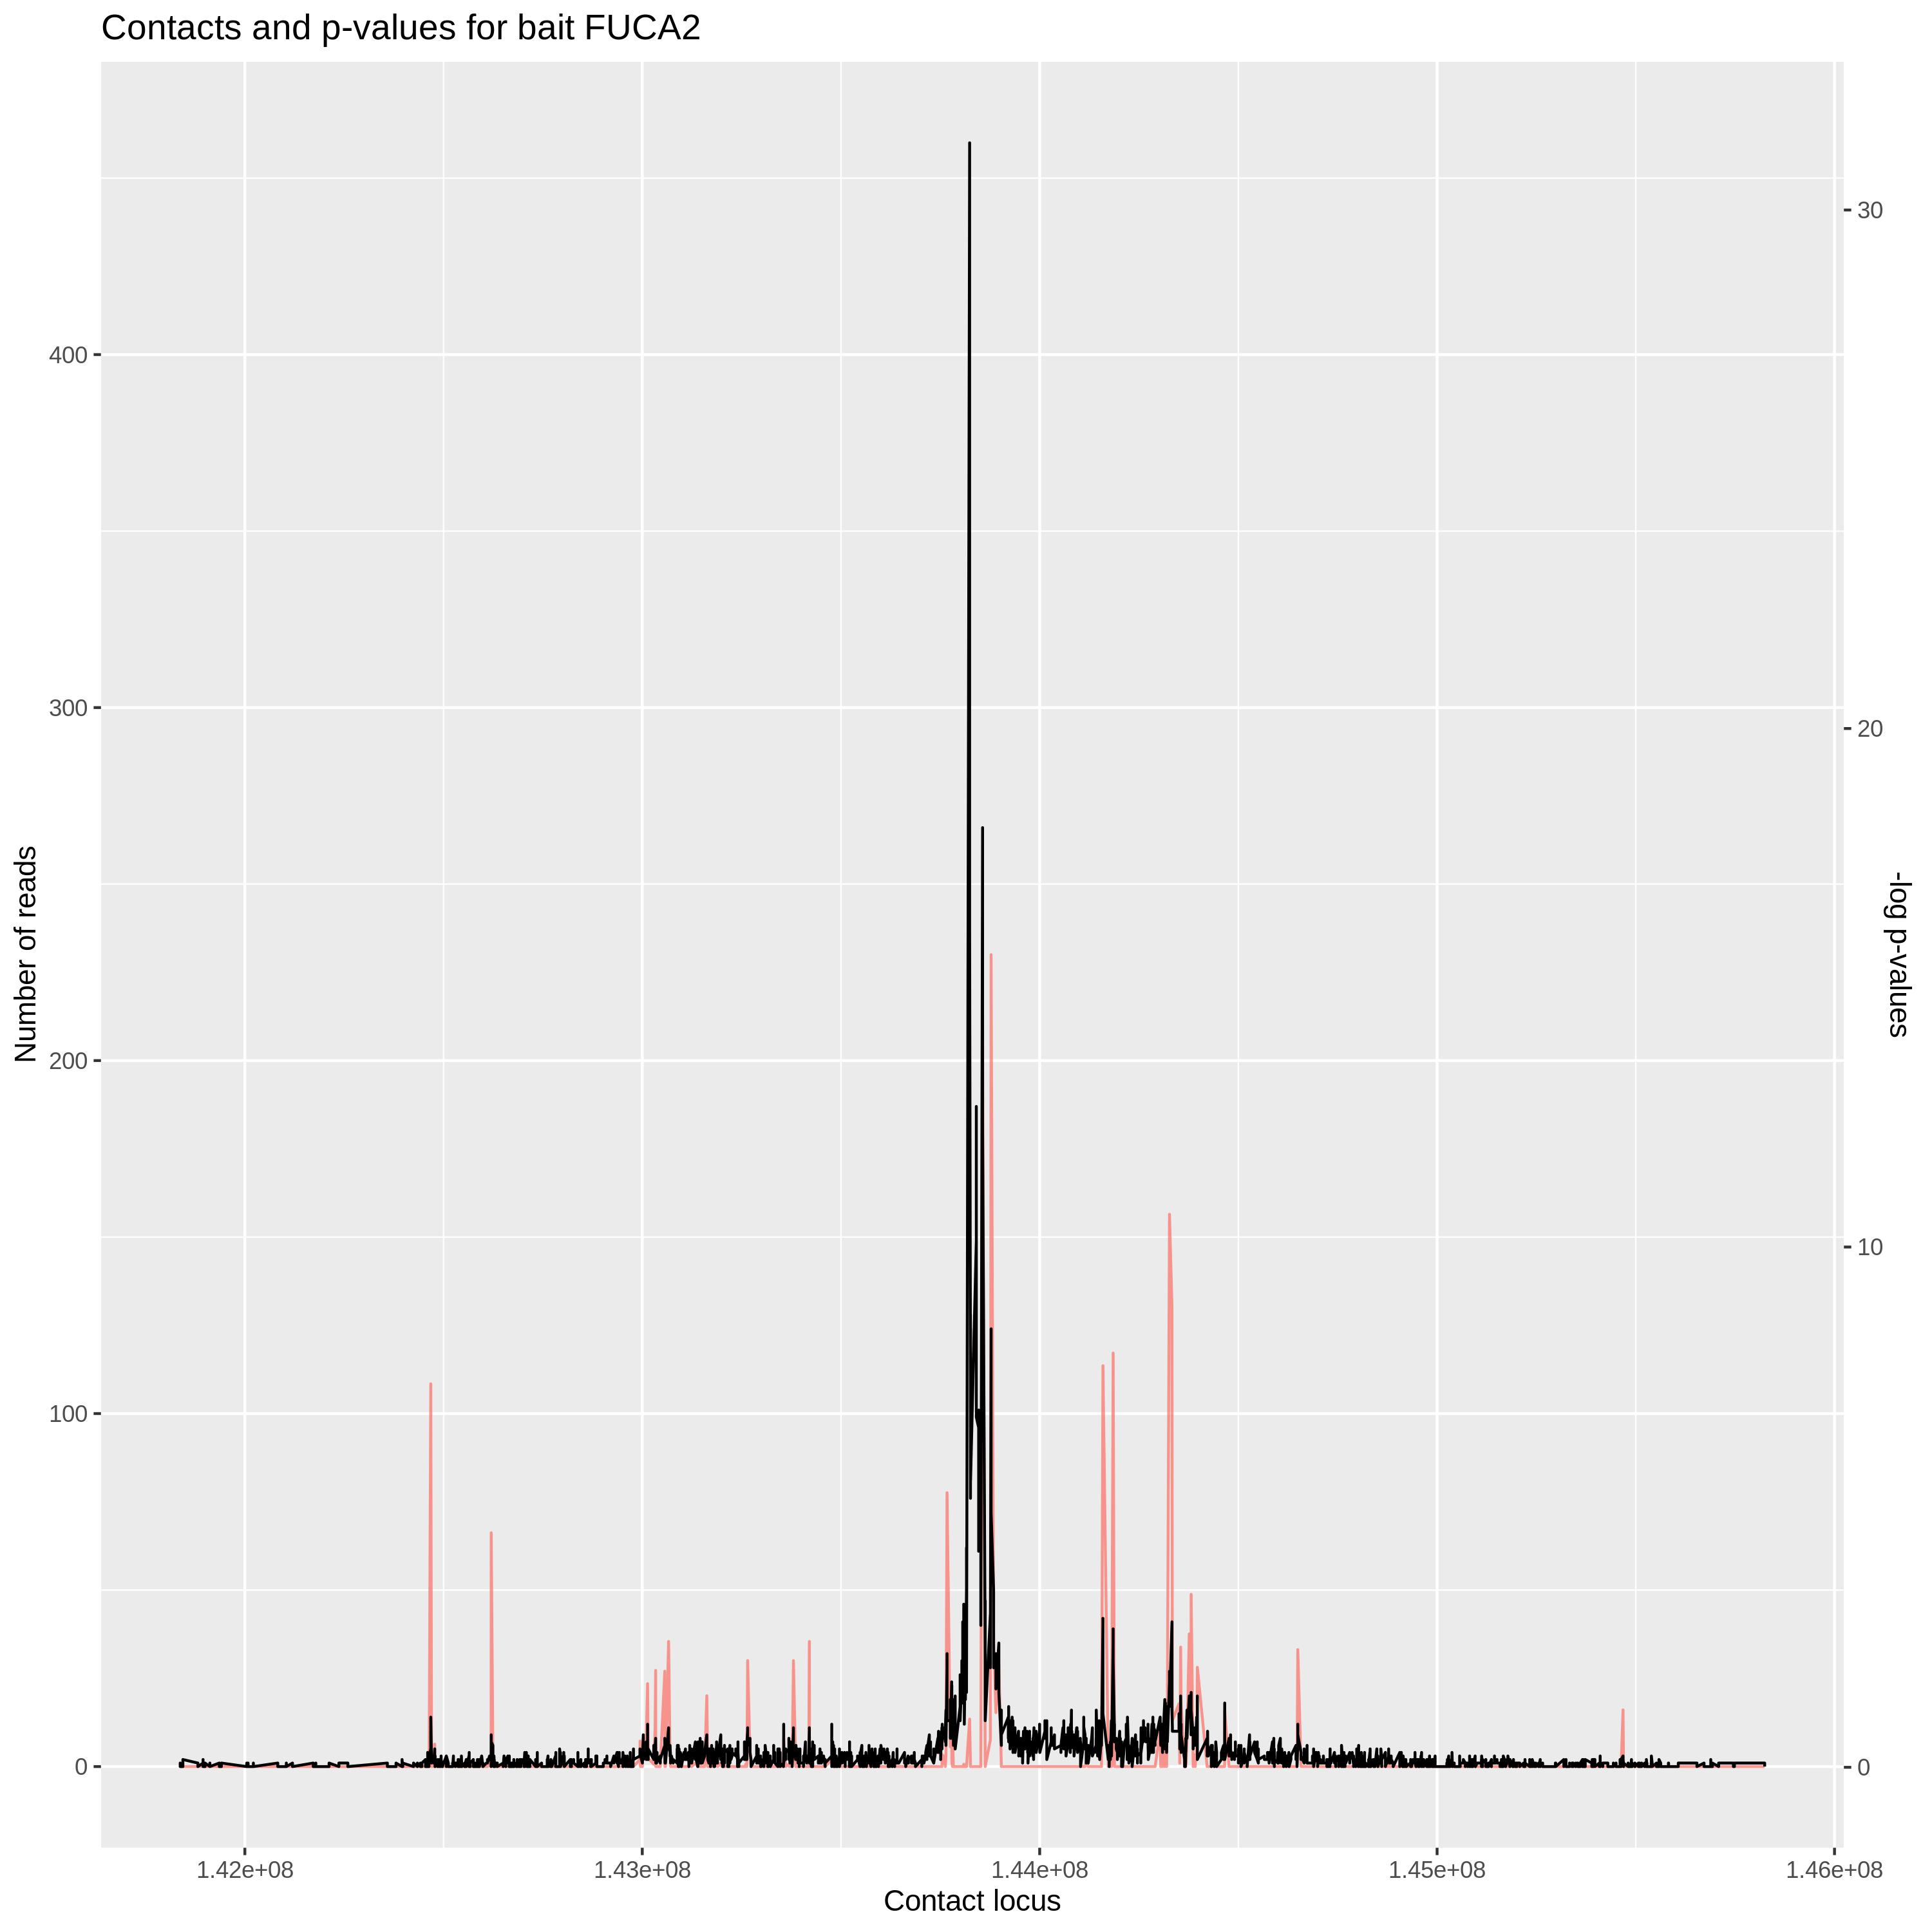 Contacts and p-values for bait FUCA2
Number of reads
400
300
200
100
0
30
20
10
0
-log p-values
1.42e+08
1.43e+08
1.44e+08
1.45e+08
1.46e+08
Contact locus